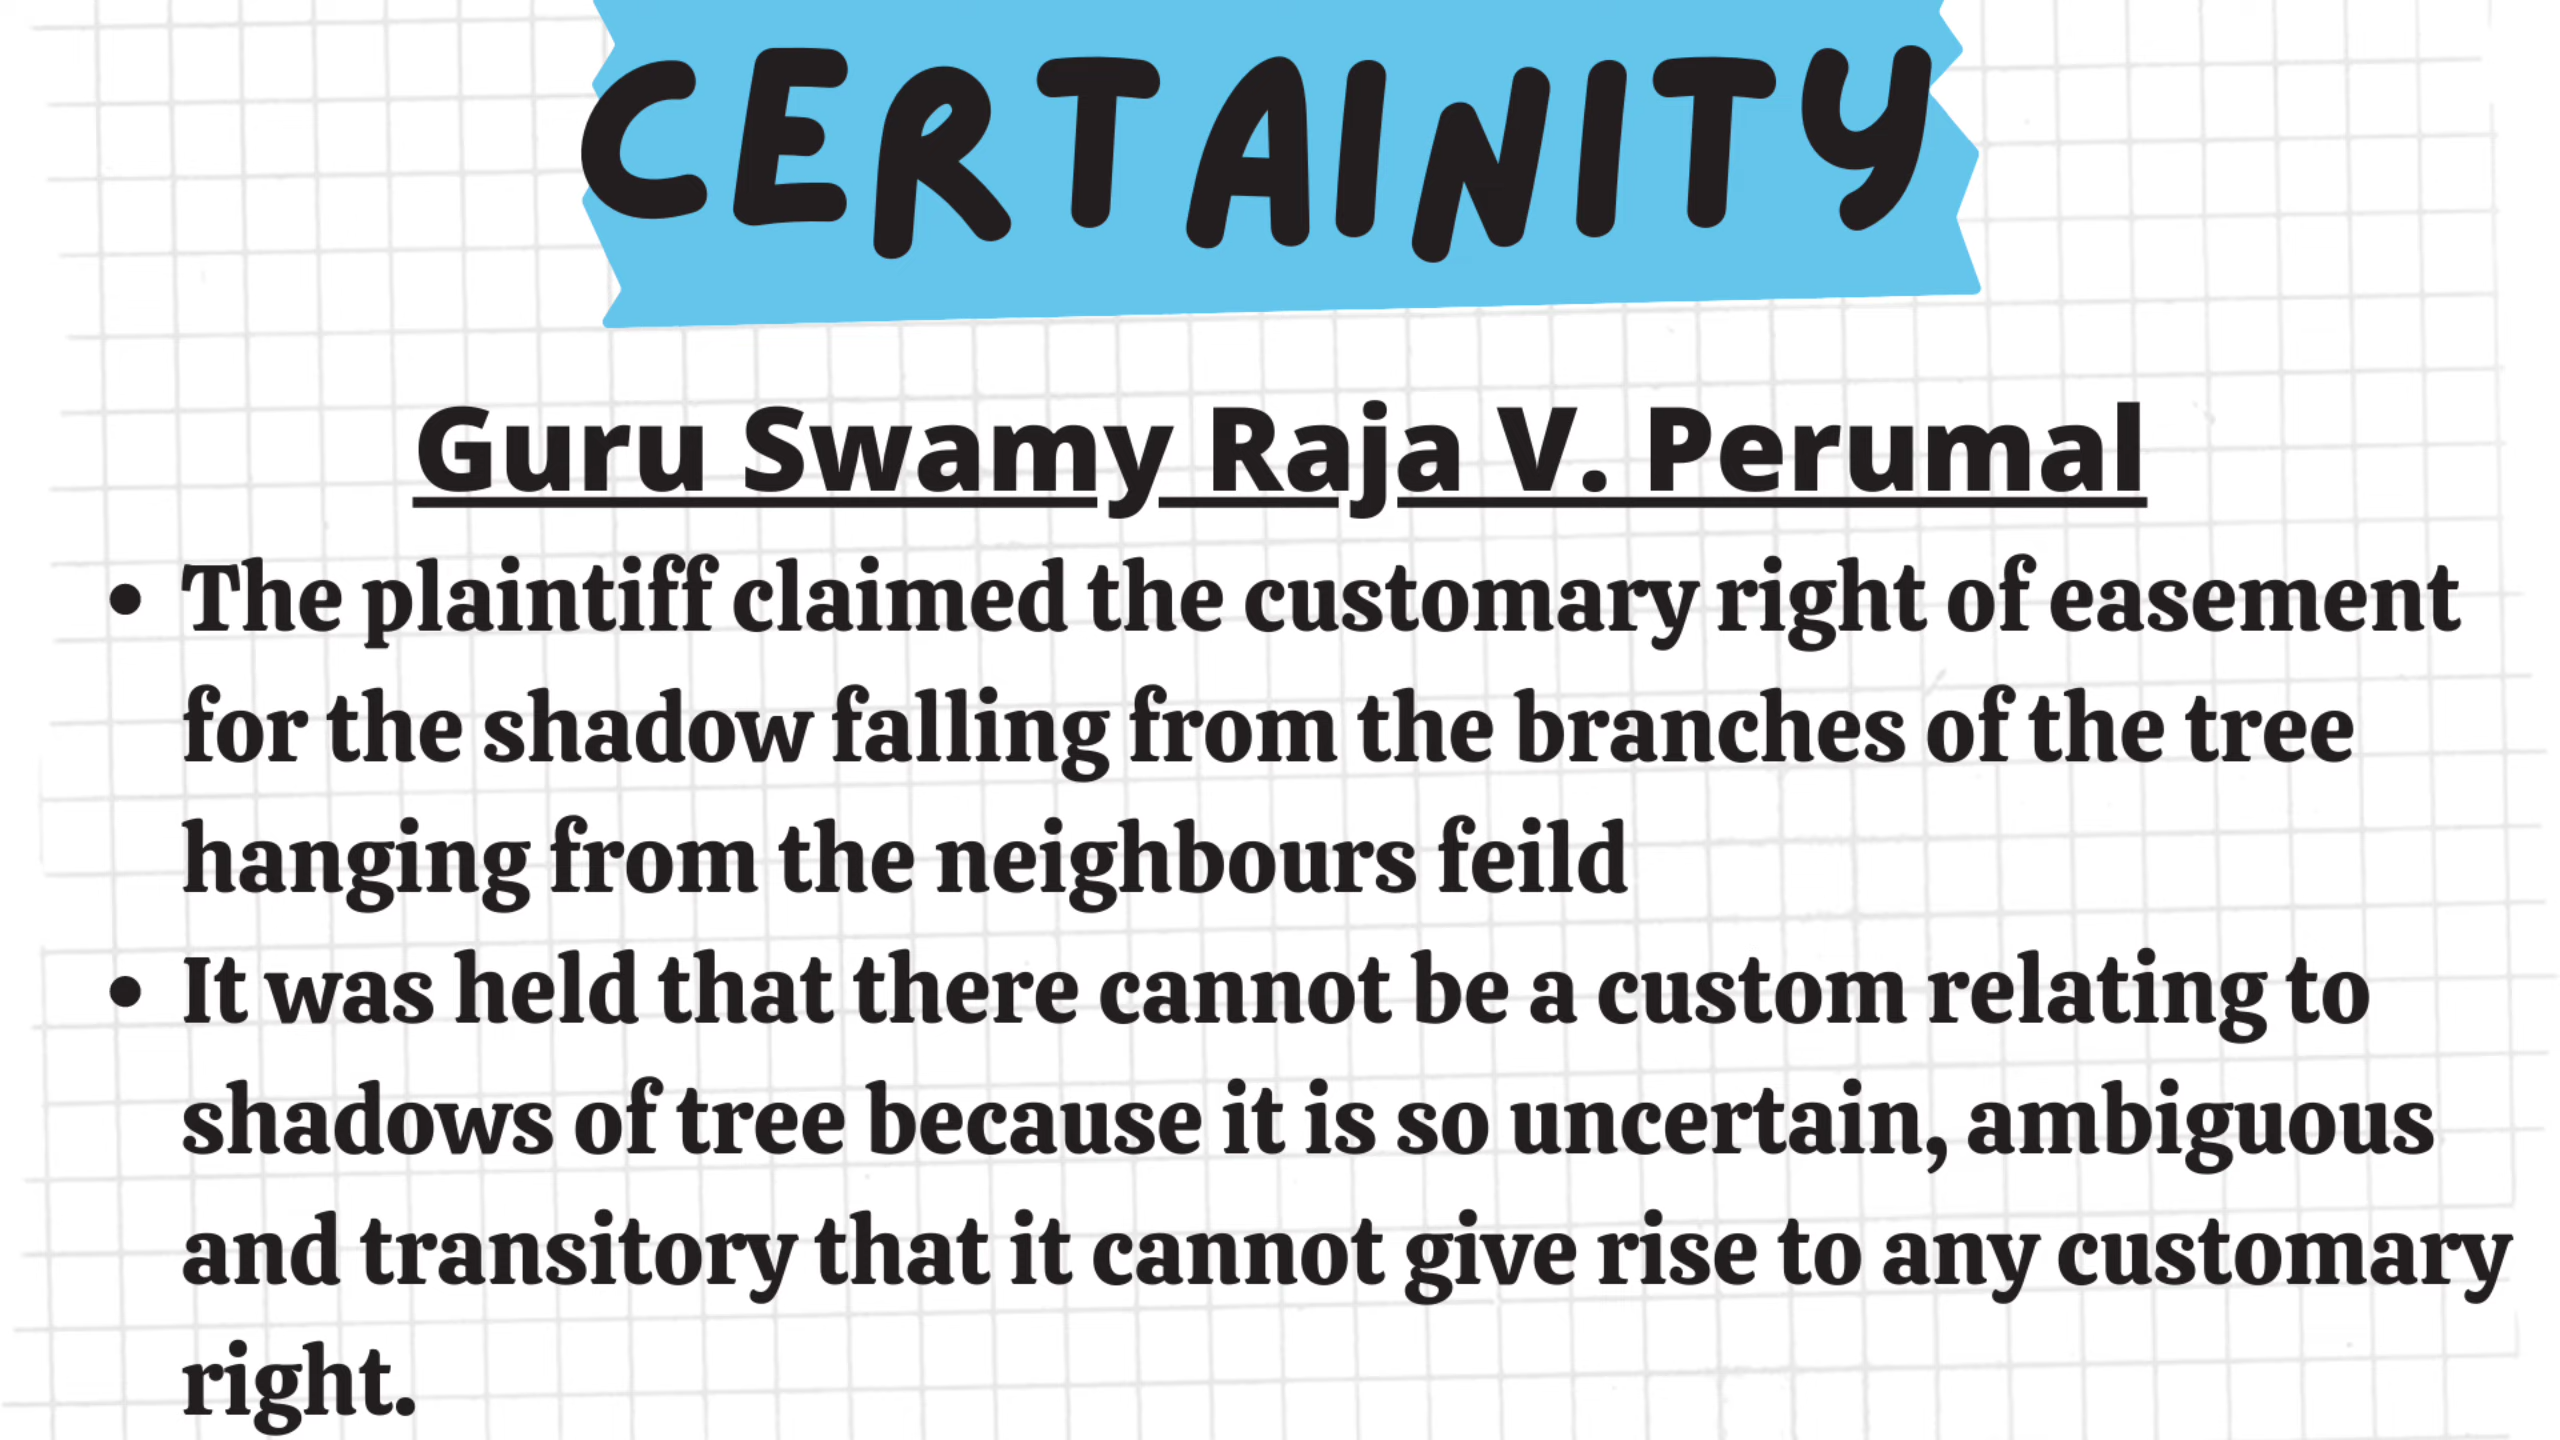 CERTAINITY
Guru Swamy Raja V. Perumal
• The plaintiff claimed the customary right of easement
for the shadow falling from the branches of the tree
hanging from the neighbours feild
• It was held that there cannot be a custom relating to
shadows of tree because it is so uncertain, ambiguous
and transitory that it cannot give rise to any customary
right.